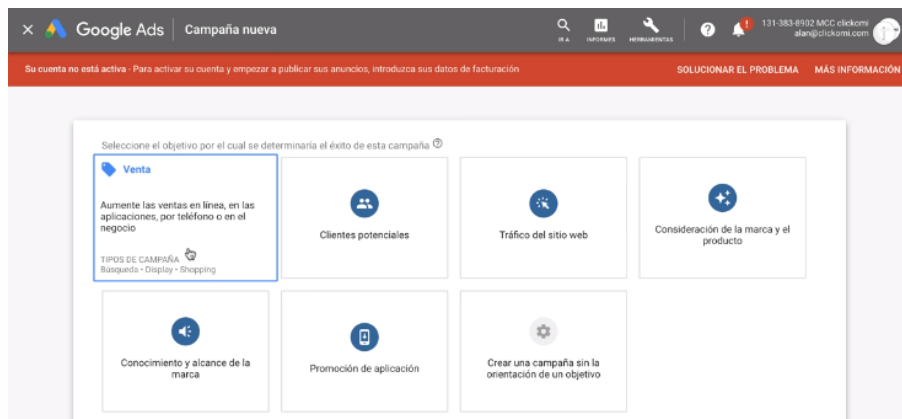 Google Ads
Campaña nueva
IR A
INFORMES
HERRAMIENTAS
?
!
131-383-8902 MCC clickomi
alan@clickomi.com
Su cuenta no está activa - Para activar su cuenta y empezar a publicar sus anuncios, introduzca sus datos de facturación
SOLUCIONAR EL PROBLEMA
MÁS INFORMACIÓN
Seleccione el objetivo por el cual se determinaría el éxito de esta campaña ?
Venta
Aumente las ventas en línea, en las
aplicaciones, por teléfono o en el
negocio
TIPOS DE CAMPAÑA
Búsqueda • Display • Shopping
Clientes potenciales
Tráfico del sitio web
Consideración de la marca y el
producto
Conocimiento y alcance de la
marca
Promoción de aplicación
Crear una campaña sin la
orientación de un objetivo